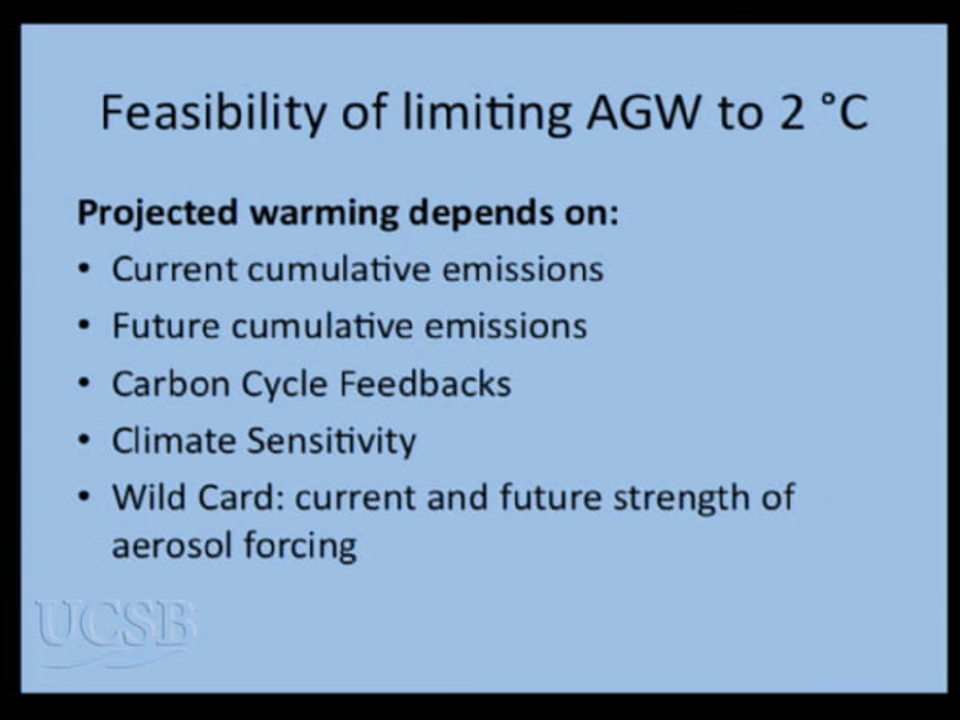 Feasibility of limiting AGW to 2 °C
Projected warming depends on:
• Current cumulative emissions
• Future cumulative emissions
• Carbon Cycle Feedbacks
• Climate Sensitivity
• Wild Card: current and future strength of
aerosol forcing
UCSB